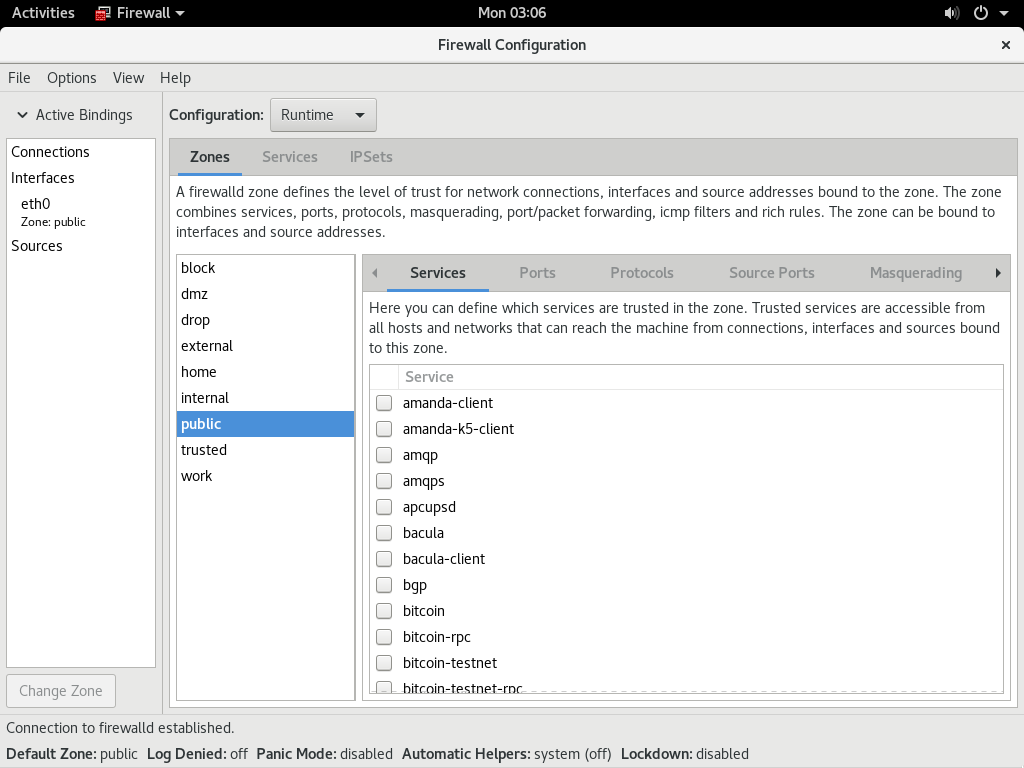 Activities Firewall Mon 03:06
Firewall Configuration
File Options View Help
Active Bindings
Configuration: Runtime
Connections
Interfaces
eth0
Zone: public
Sources
Change Zone
Zones Services IPSets
A firewalld zone defines the level of trust for network connections, interfaces and source addresses bound to the zone. The zone
combines services, ports, protocols, masquerading, port/packet forwarding, icmp filters and rich rules. The zone can be bound to
interfaces and source addresses.
block
dmz
drop
external
home
internal
public
trusted
work
Services Ports Protocols Source Ports Masquerading
Here you can define which services are trusted in the zone. Trusted services are accessible from
all hosts and networks that can reach the machine from connections, interfaces and sources bound
to this zone.
Service
amanda-client
amanda-k5-client
amqp
amqps
apcupsd
bacula
bacula-client
bgp
bitcoin
bitcoin-rpc
bitcoin-testnet
bitcoin-testnet-rpc
Connection to firewalld established.
Default Zone: public Log Denied: off Panic Mode: disabled Automatic Helpers: system (off) Lockdown: disabled